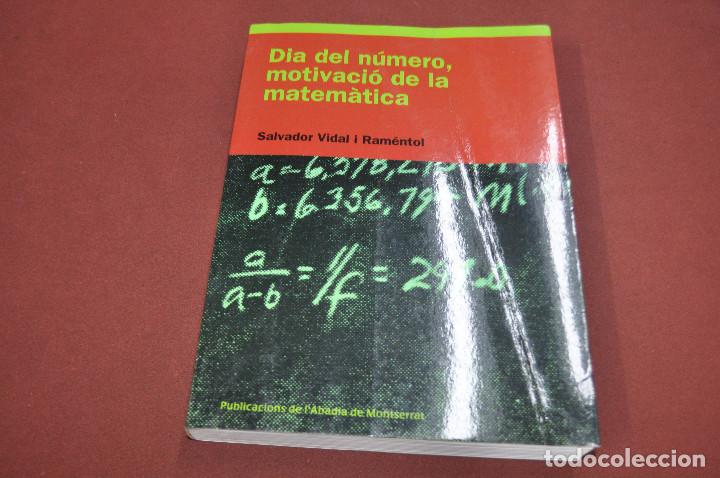 Dia del número,
motivació de la
matemàtica
Salvador Vidal i Raméntol
b = 6.356,79
a/a-b = 1/f =
Publicacions de l'Abadia de Montserrat
todocoleccion